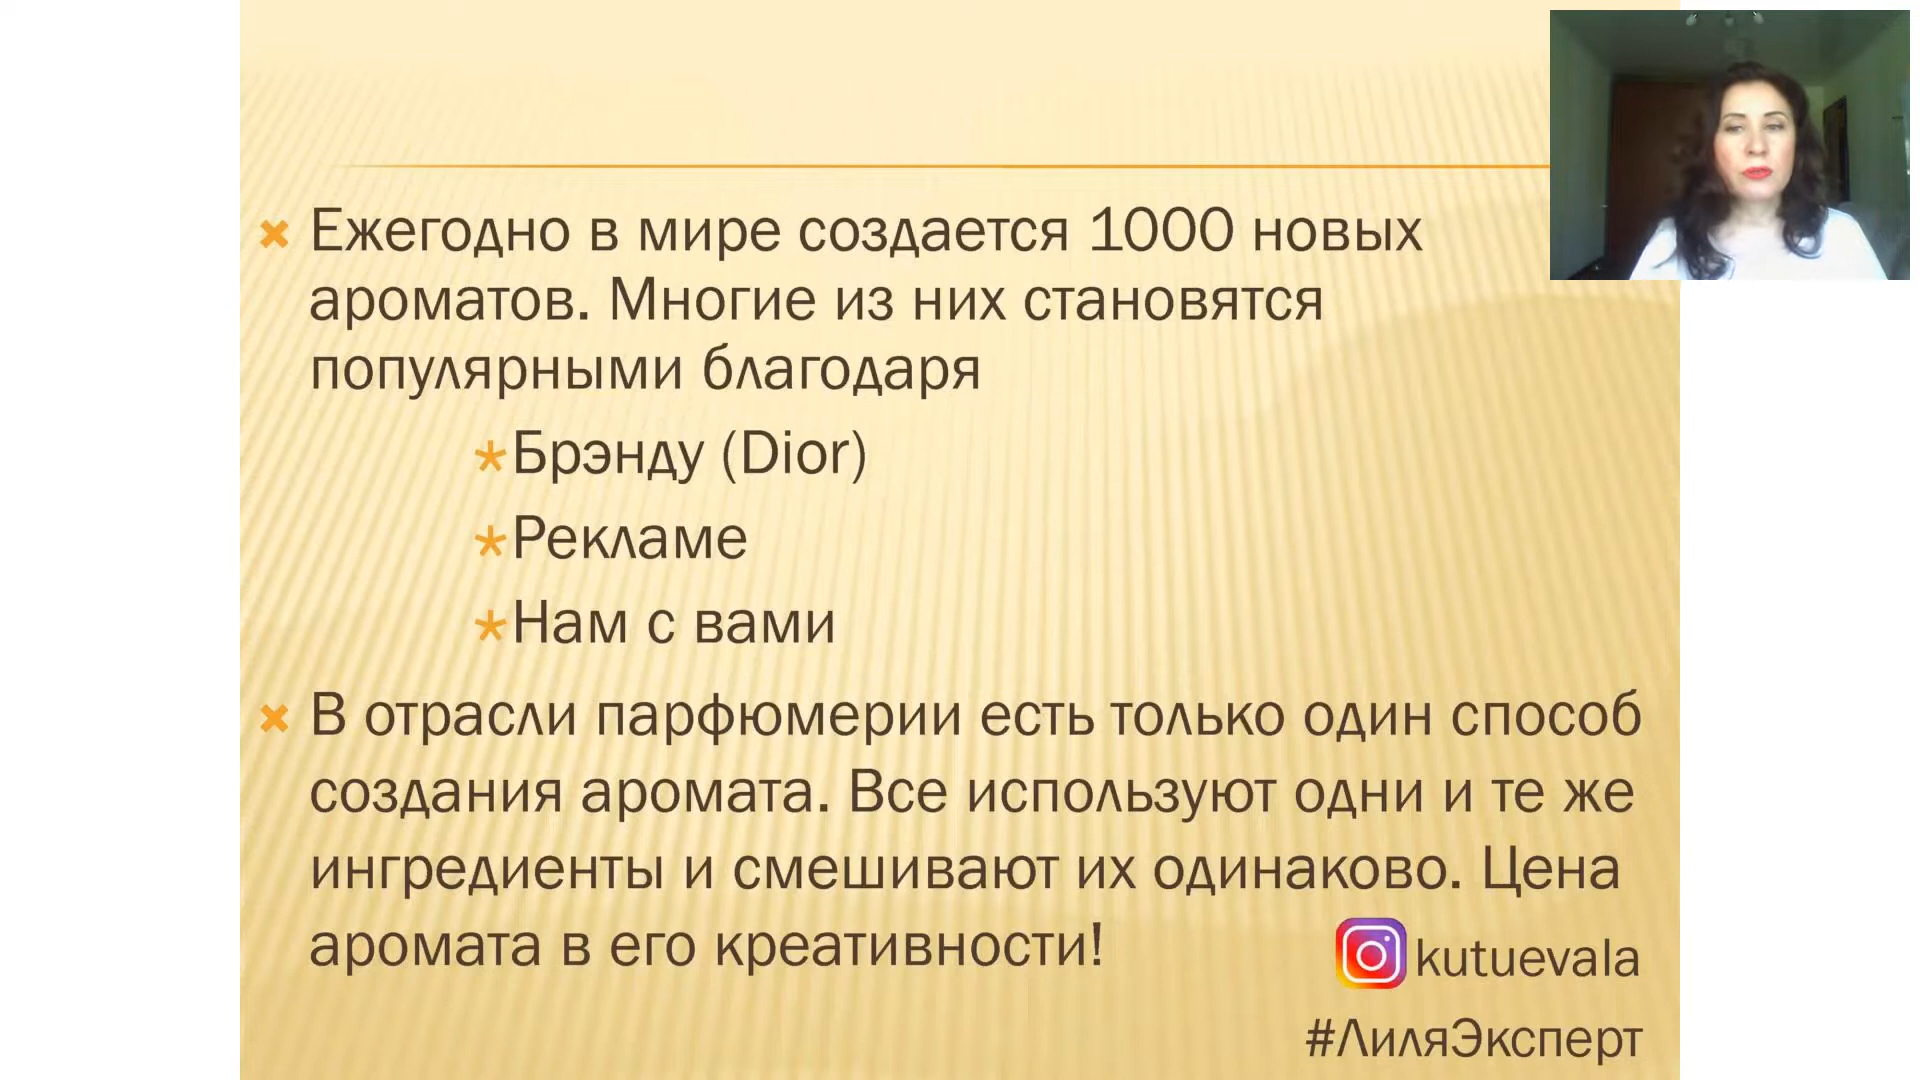 Ежегодно в мире создается 1000 новых
ароматов. Многие из них становятся
популярными благодаря
Брэнду (Dior)
Рекламе
Нам с вами
В отрасли парфюмерии есть только один способ
создания аромата. Все используют одни и те же
ингредиенты и смешивают их одинаково. Цена
аромата в его креативности!
kutuevala
#ЛиляЭксперт